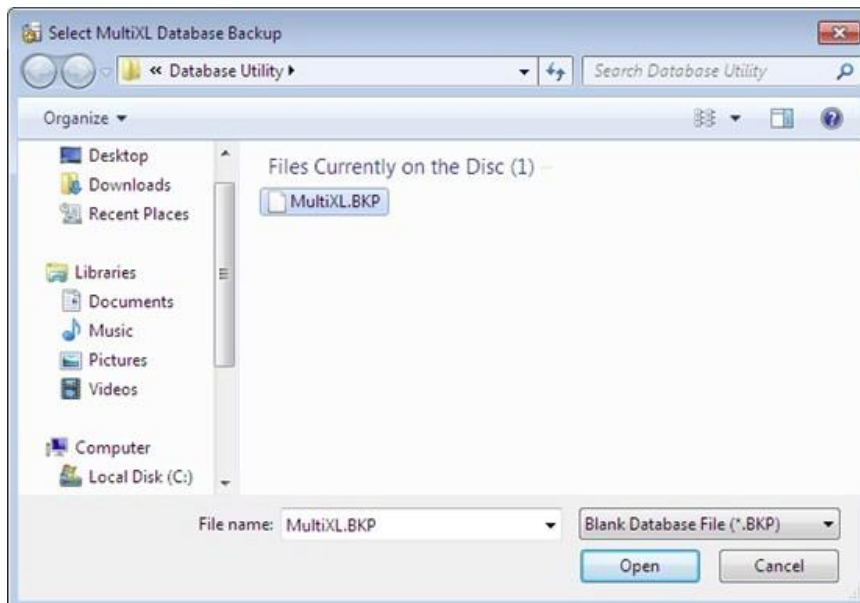 Select MultiXL Database Backup
« Database Utility
Search Database Utility
Organize
Desktop
Downloads
Recent Places
Libraries
Documents
Music
Pictures
Videos
Computer
Local Disk (C:)
Files Currently on the Disc (1)
MultiXL.BKP
File name: MultiXL.BKP
Blank Database File (*.BKP)
Open Cancel